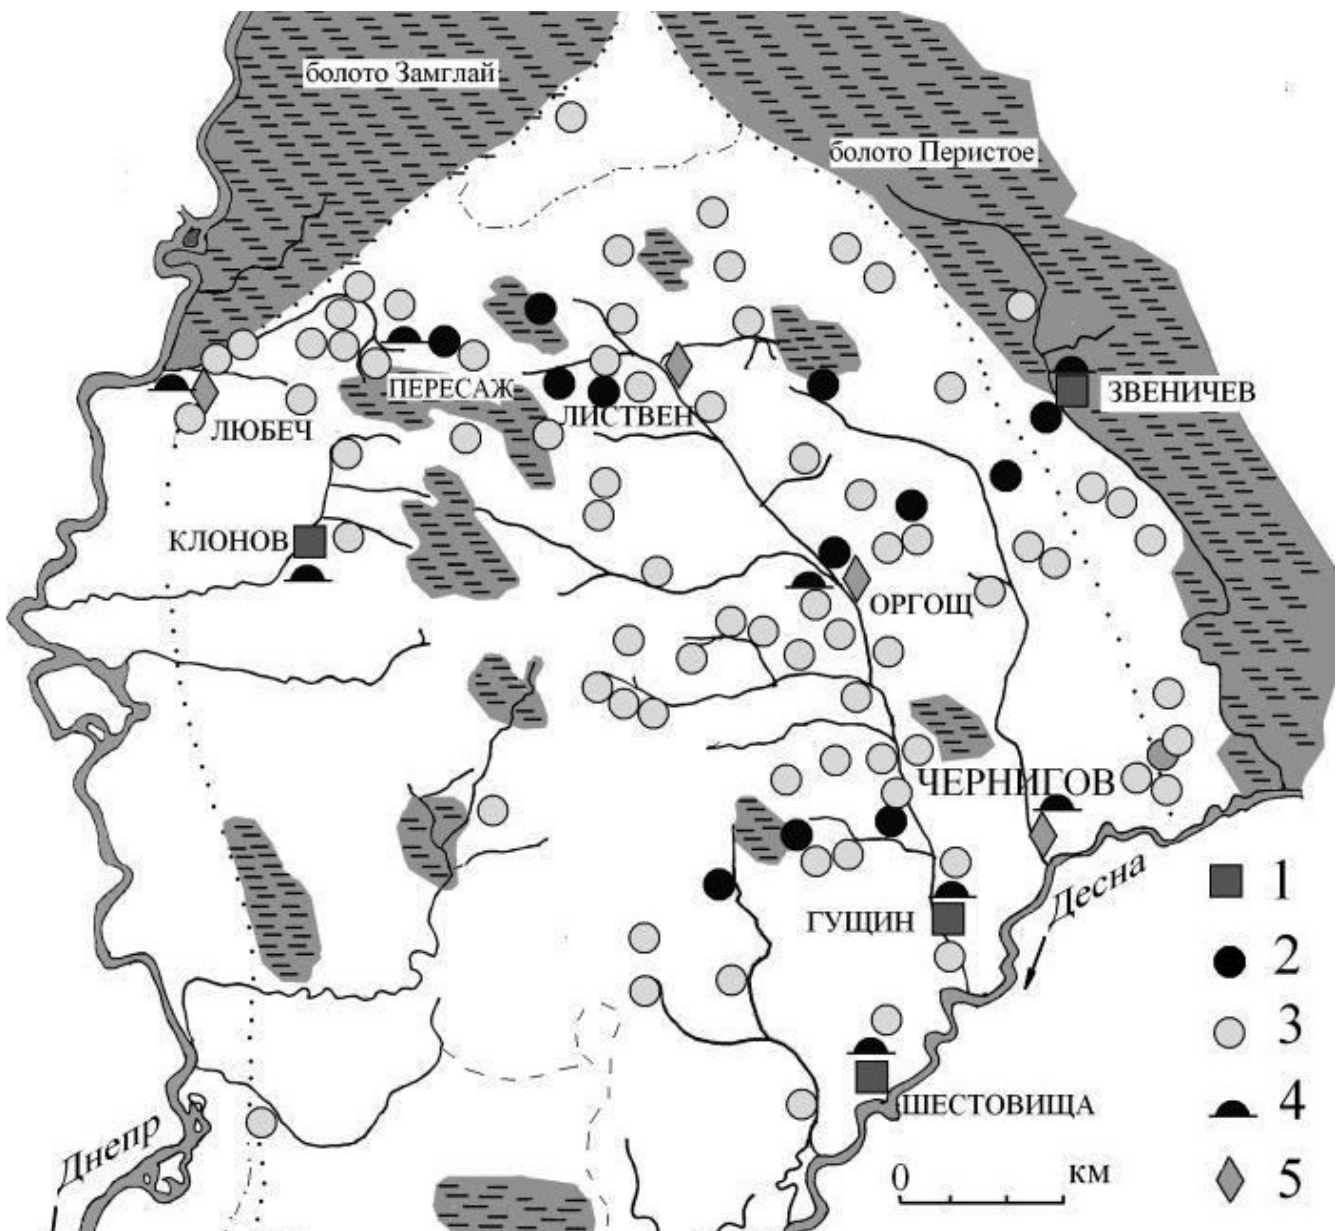 болото Замглай
болото Перистое
ПЕРЕСАЖ
ЗВЕНИЧЕВ
ЛИСТВЕН
ЛЮБЕЧ
КЛОНОВ
ОРГОЩ
ЧЕРНИГОВ
Десна
1
ГУЩИН
2
3
ШЕСТОВИЩА
4
Днепр
5
0 км